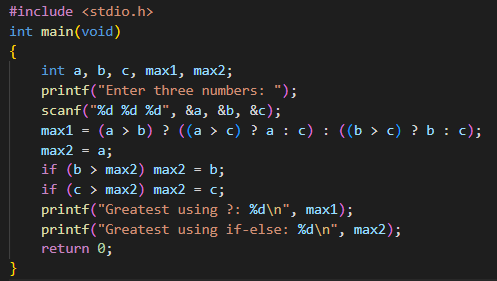 #include <stdio.h>
int main(void)
{
    int a, b, c, max1, max2;
    printf("Enter three numbers: ");
    scanf("%d %d %d", &a, &b, &c);
    max1 = (a > b) ? ((a > c) ? a : c) : ((b > c) ? b : c);
    max2 = a;
    if (b > max2) max2 = b;
    if (c > max2) max2 = c;
    printf("Greatest using ?: %d\n", max1);
    printf("Greatest using if-else: %d\n", max2);
    return 0;
}